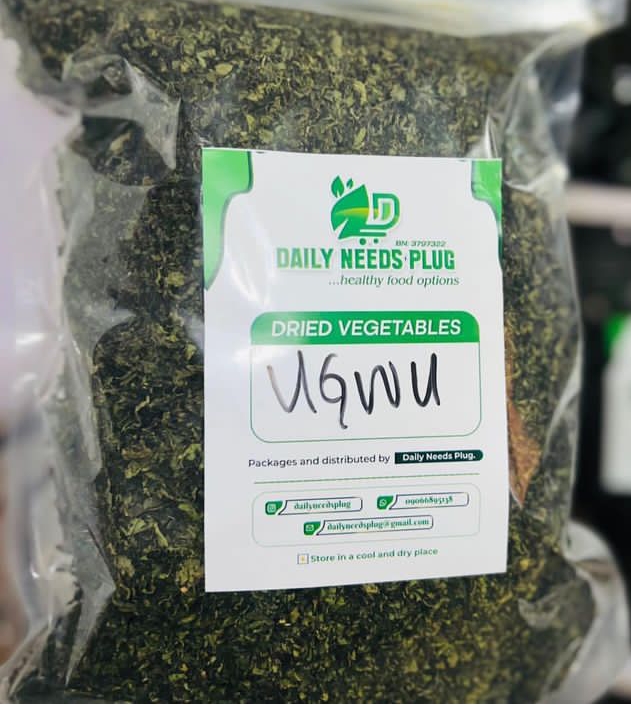 BN: 3797322
DAILY NEEDS PLUG
...healthy food options
DRIED VEGETABLES
UGWU
Packages and distributed by Daily Needs Plug.
dailyneedsplug
09066895138
dailyneedsplug@gmail.com
Store in a cool and dry place